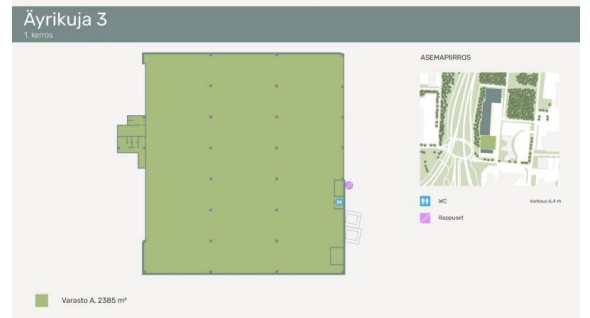 Äyrikuja 3
1. kerros
ASEMAPIIRROS
WC
korkeus 6,4 m
Rappuset
Varasto A, 2385 m²